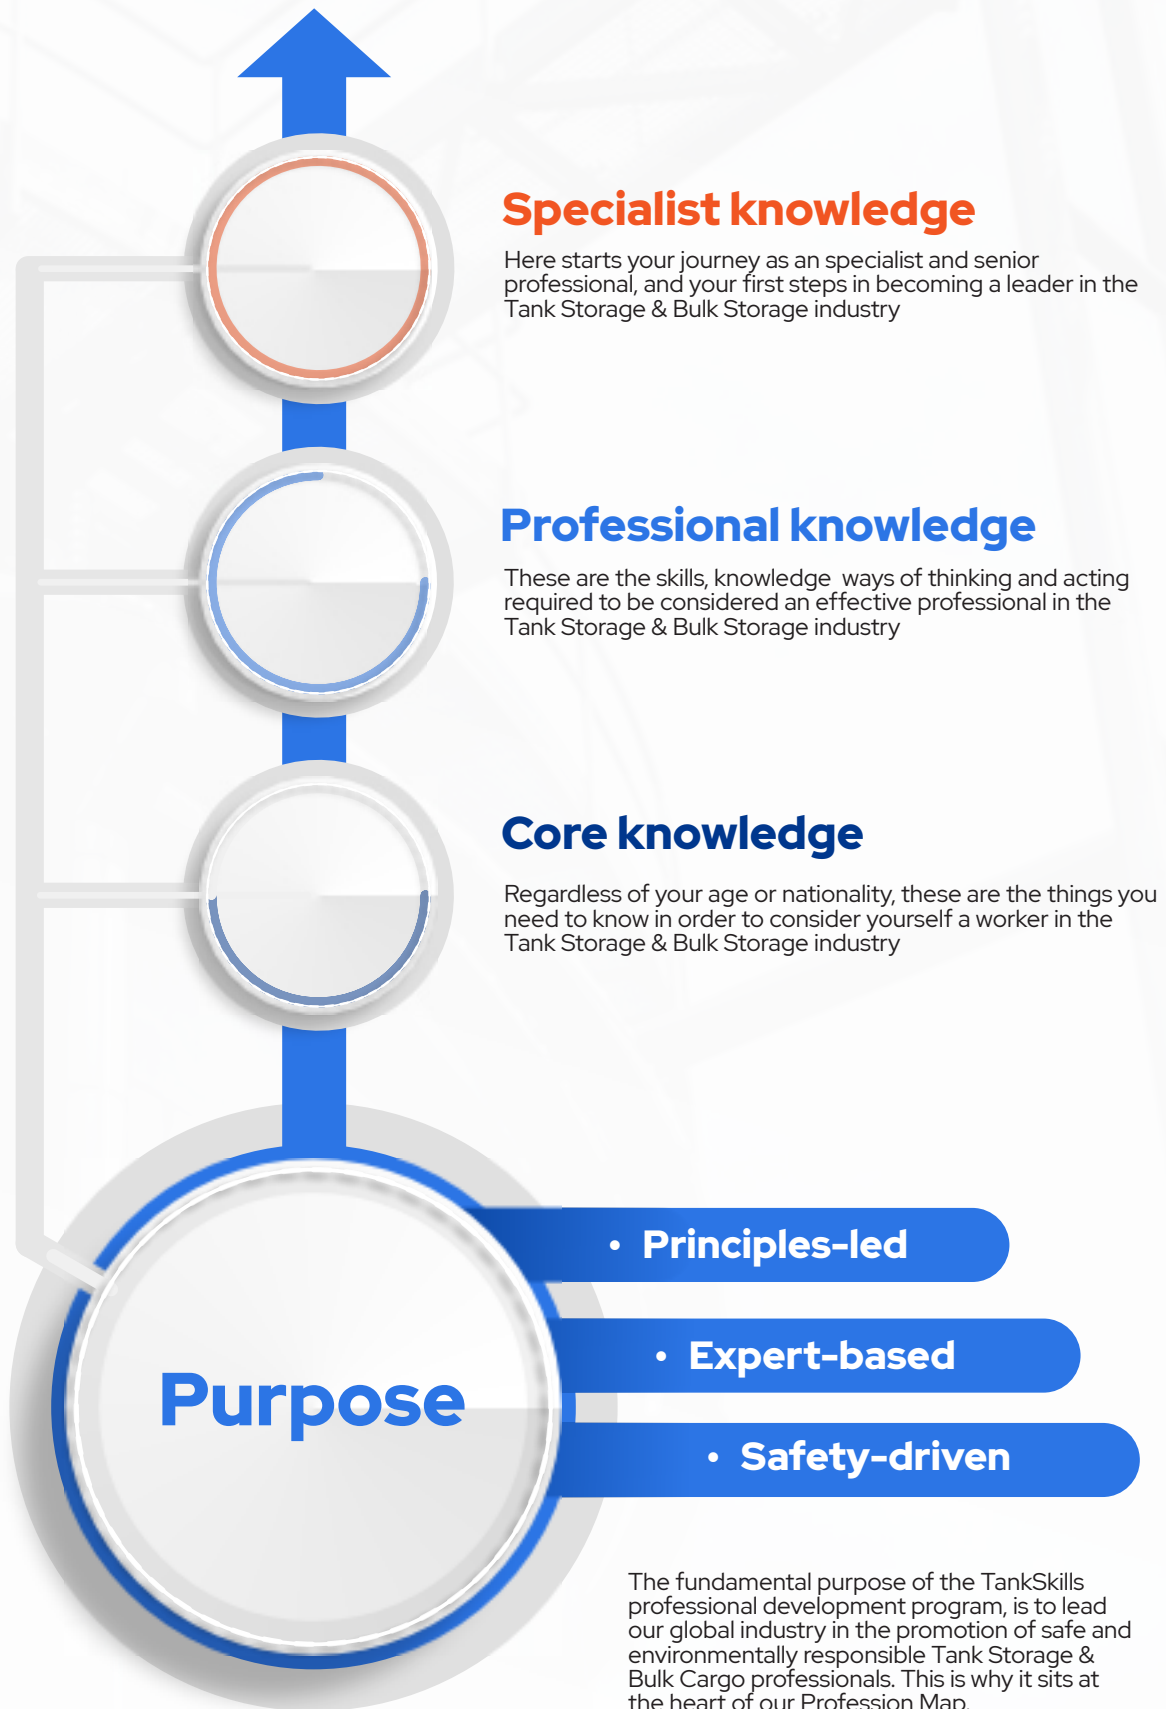 Specialist knowledge
Here starts your journey as an specialist and senior
professional, and your first steps in becoming a leader in the
Tank Storage & Bulk Storage industry
Professional knowledge
These are the skills, knowledge  ways of thinking and acting
required to be considered an effective professional in the
Tank Storage & Bulk Storage industry
Core knowledge
Regardless of your age or nationality, these are the things you
need to know in order to consider yourself a worker in the
Tank Storage & Bulk Storage industry
• Principles-led
• Expert-based
Purpose
• Safety-driven
The fundamental purpose of the TankSkills
professional development program, is to lead
our global industry in the promotion of safe and
environmentally responsible Tank Storage &
Bulk Cargo professionals. This is why it sits at
the heart of our Profession Map.